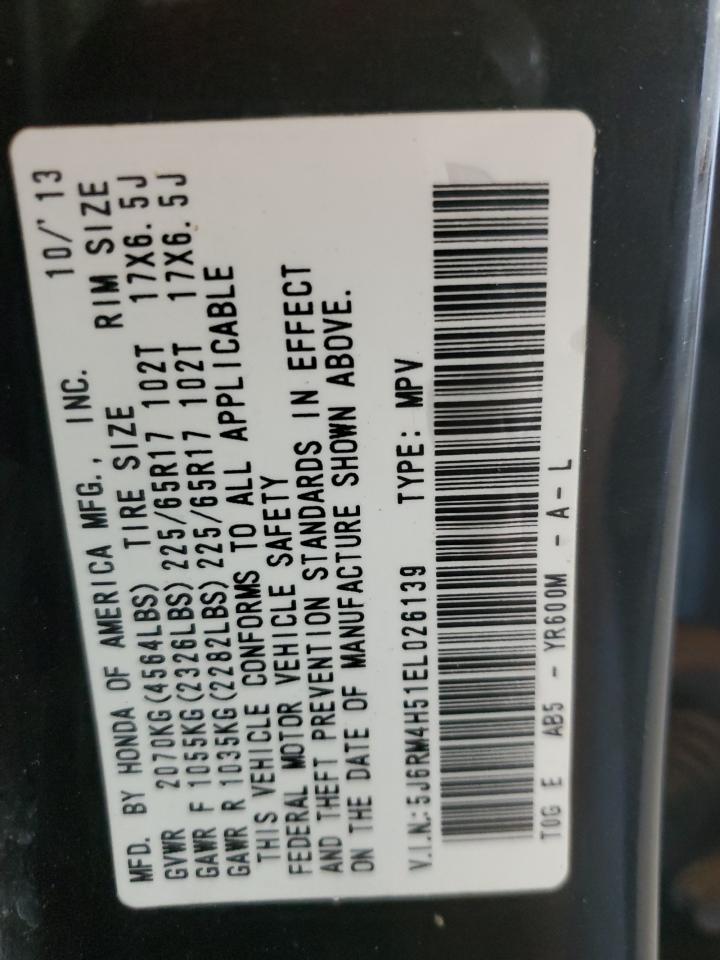 MFD. BY HONDA OF AMERICA MFG., INC. 10/'13
GVWR 2070KG(4564LBS) TIRE SIZE RIM SIZE
GAWR F 1055KG(2326LBS) 225/65R17 102T 17X6.5J
GAWR R 1035KG(2282LBS) 225/65R17 102T 17X6.5J
THIS VEHICLE CONFORMS TO ALL APPLICABLE
FEDERAL MOTOR VEHICLE SAFETY
AND THEFT PREVENTION STANDARDS IN EFFECT
ON THE DATE OF MANUFACTURE SHOWN ABOVE.
V.I.N.:5J6RM4H51EL026139 TYPE: MPV
TOG E AB5 - YR600M - A - L